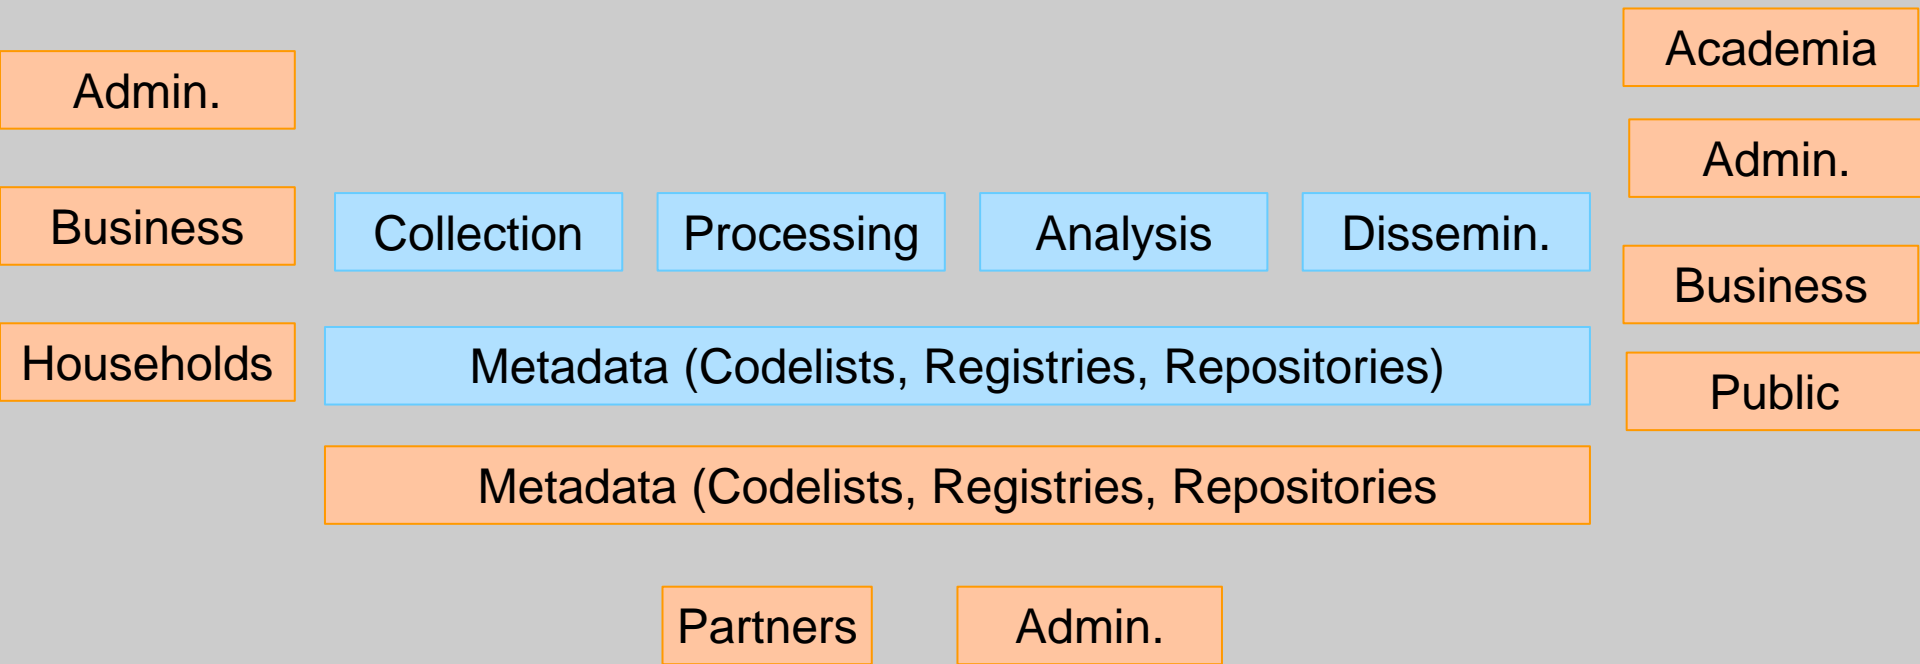 Academia
Admin.
Admin.
Business
Collection
Processing
Analysis
Dissemin.
Business
Households
Metadata (Codelists, Registries, Repositories)
Public
Metadata (Codelists, Registries, Repositories
Partners
Admin.